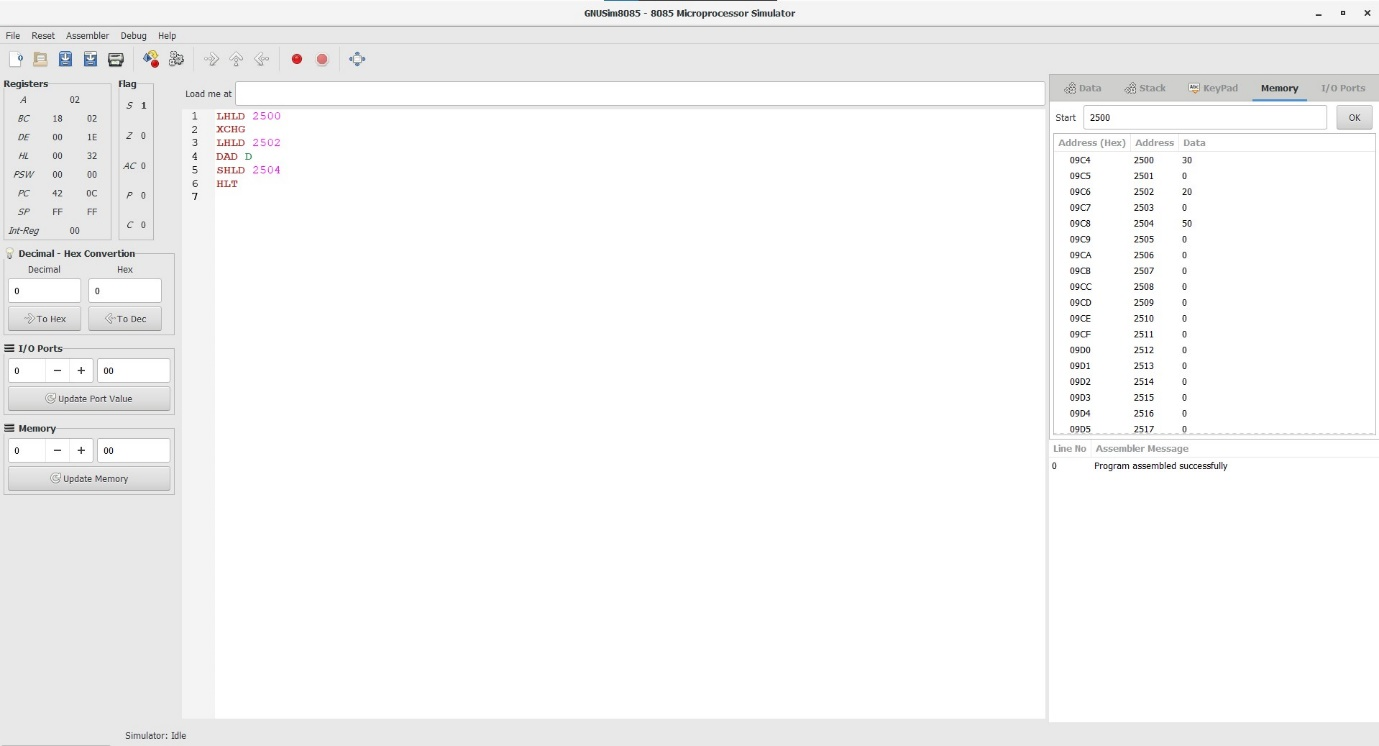 GNUSim8085 - 8085 Microprocessor Simulator
File Reset Assembler Debug Help
Registers
A 02
BC 18 02
DE 00 1E
HL 00 32
PSW 00 00
PC 42 0C
SP FF FF
Int-Reg 00
Flag
S 1
Z 0
AC 0
P 0
C 0
Decimal - Hex Convertion
Decimal Hex
0 0
To Hex To Dec
I/O Ports
0 − + 00
Update Port Value
Memory
0 − + 00
Update Memory
Load me at
1 LHLD 2500
2 XCHG
3 LHLD 2502
4 DAD D
5 SHLD 2504
6 HLT
7
Data Stack KeyPad Memory I/O Ports
Start 2500 OK
Address (Hex) Address Data
09C4 2500 30
09C5 2501 0
09C6 2502 20
09C7 2503 0
09C8 2504 50
09C9 2505 0
09CA 2506 0
09CB 2507 0
09CC 2508 0
09CD 2509 0
09CE 2510 0
09CF 2511 0
09D0 2512 0
09D1 2513 0
09D2 2514 0
09D3 2515 0
09D4 2516 0
09D5 2517 0
Line No Assembler Message
0 Program assembled successfully
Simulator: Idle